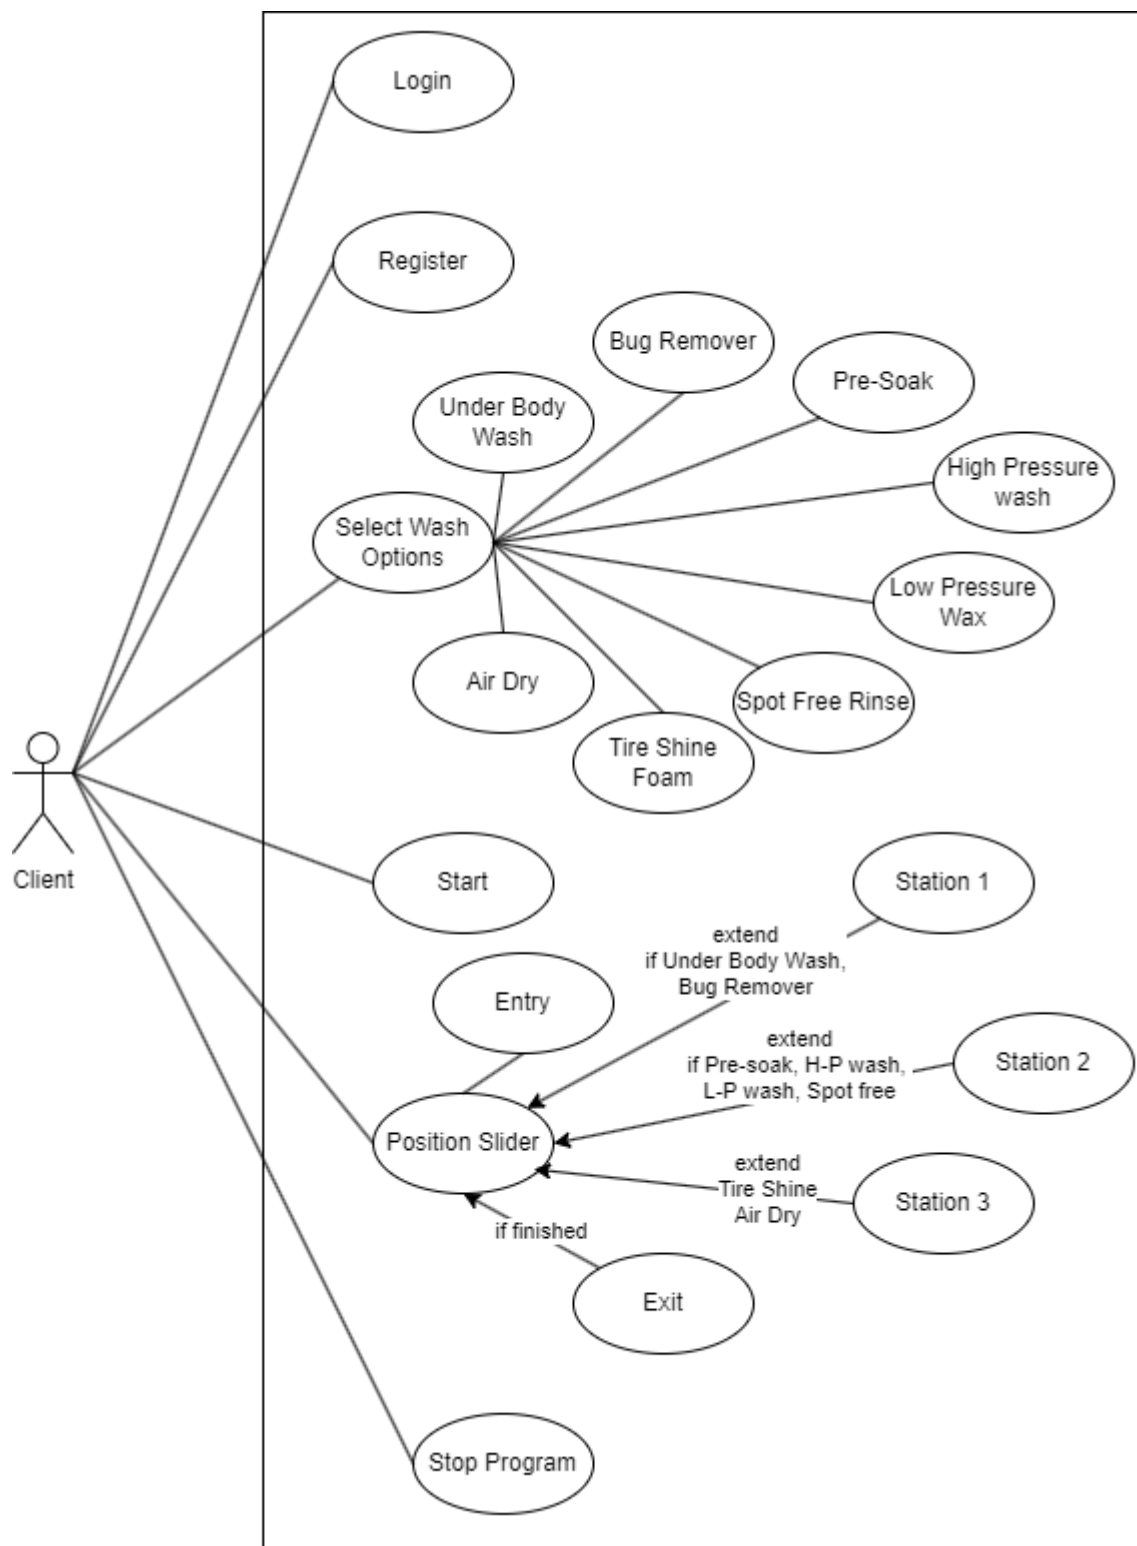 Login
Register
Bug Remover
Pre-Soak
Under Body
Wash
High Pressure
wash
Select Wash
Options
Low Pressure
Wax
Air Dry
Spot Free Rinse
Tire Shine
Foam
Client
Start
Station 1
extend
if Under Body Wash,
Bug Remover
Entry
extend
if Pre-soak, H-P wash,
L-P wash, Spot free
Station 2
Position Slider
extend
Tire Shine
Air Dry
Station 3
if finished
Exit
Stop Program